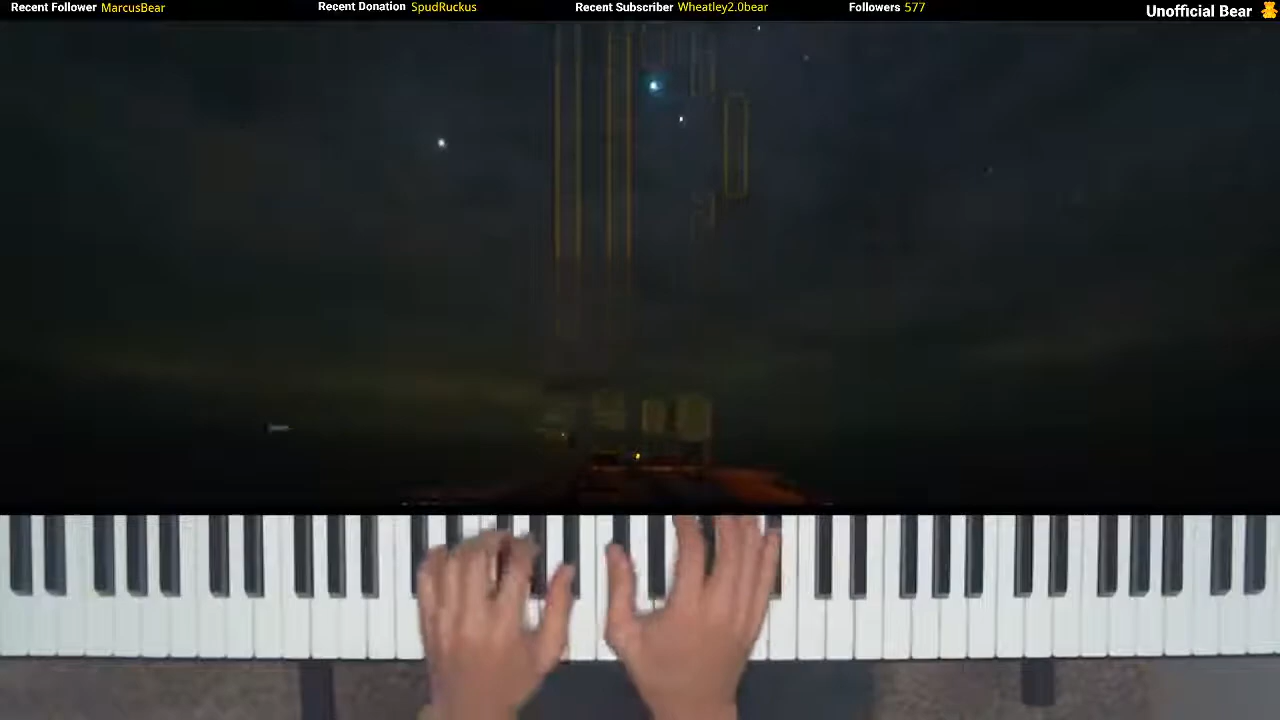 Recent Follower MarcusBear
Recent Donation SpudRuckus
Recent Subscriber Wheatley2.0bear
Followers 577
Unofficial Bear